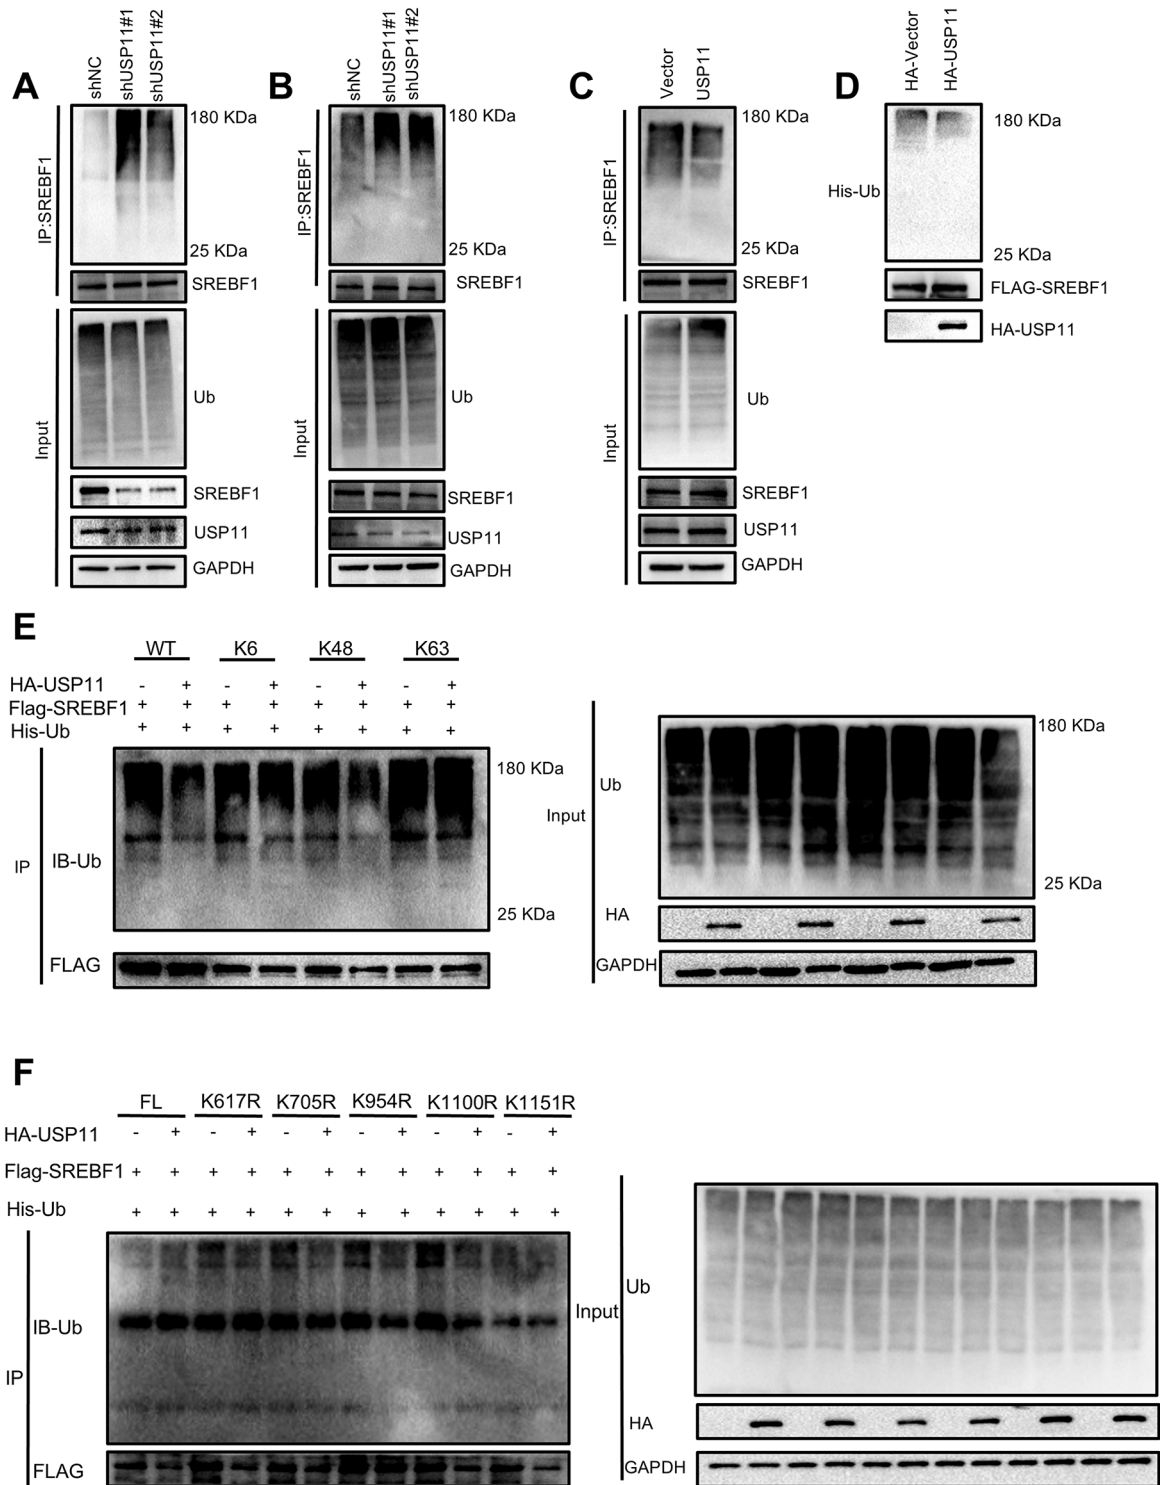 A
shNC
shUSP11#1
shUSP11#2
IP:SREBF1
180 KDa
25 KDa
SREBF1
Input
Ub
SREBF1
USP11
GAPDH
B
shNC
shUSP11#1
shUSP11#2
IP:SREBF1
180 KDa
25 KDa
SREBF1
Input
Ub
SREBF1
USP11
GAPDH
C
Vector
USP11
IP:SREBF1
180 KDa
25 KDa
SREBF1
Input
Ub
SREBF1
USP11
GAPDH
D
HA-Vector
HA-USP11
His-Ub
180 KDa
25 KDa
FLAG-SREBF1
HA-USP11
E
WT K6 K48 K63
HA-USP11 - + - + - + - +
Flag-SREBF1 + + + + + + + +
His-Ub + + + + + + + +
IP
IB-Ub
180 KDa
25 KDa
FLAG
Input
Ub
180 KDa
25 KDa
HA
GAPDH
F
FL K617R K705R K954R K1100R K1151R
HA-USP11 - + - + - + - + - + - +
Flag-SREBF1 + + + + + + + + + + + +
His-Ub + + + + + + + + + + + +
IP
IB-Ub
FLAG
Input
Ub
HA
GAPDH